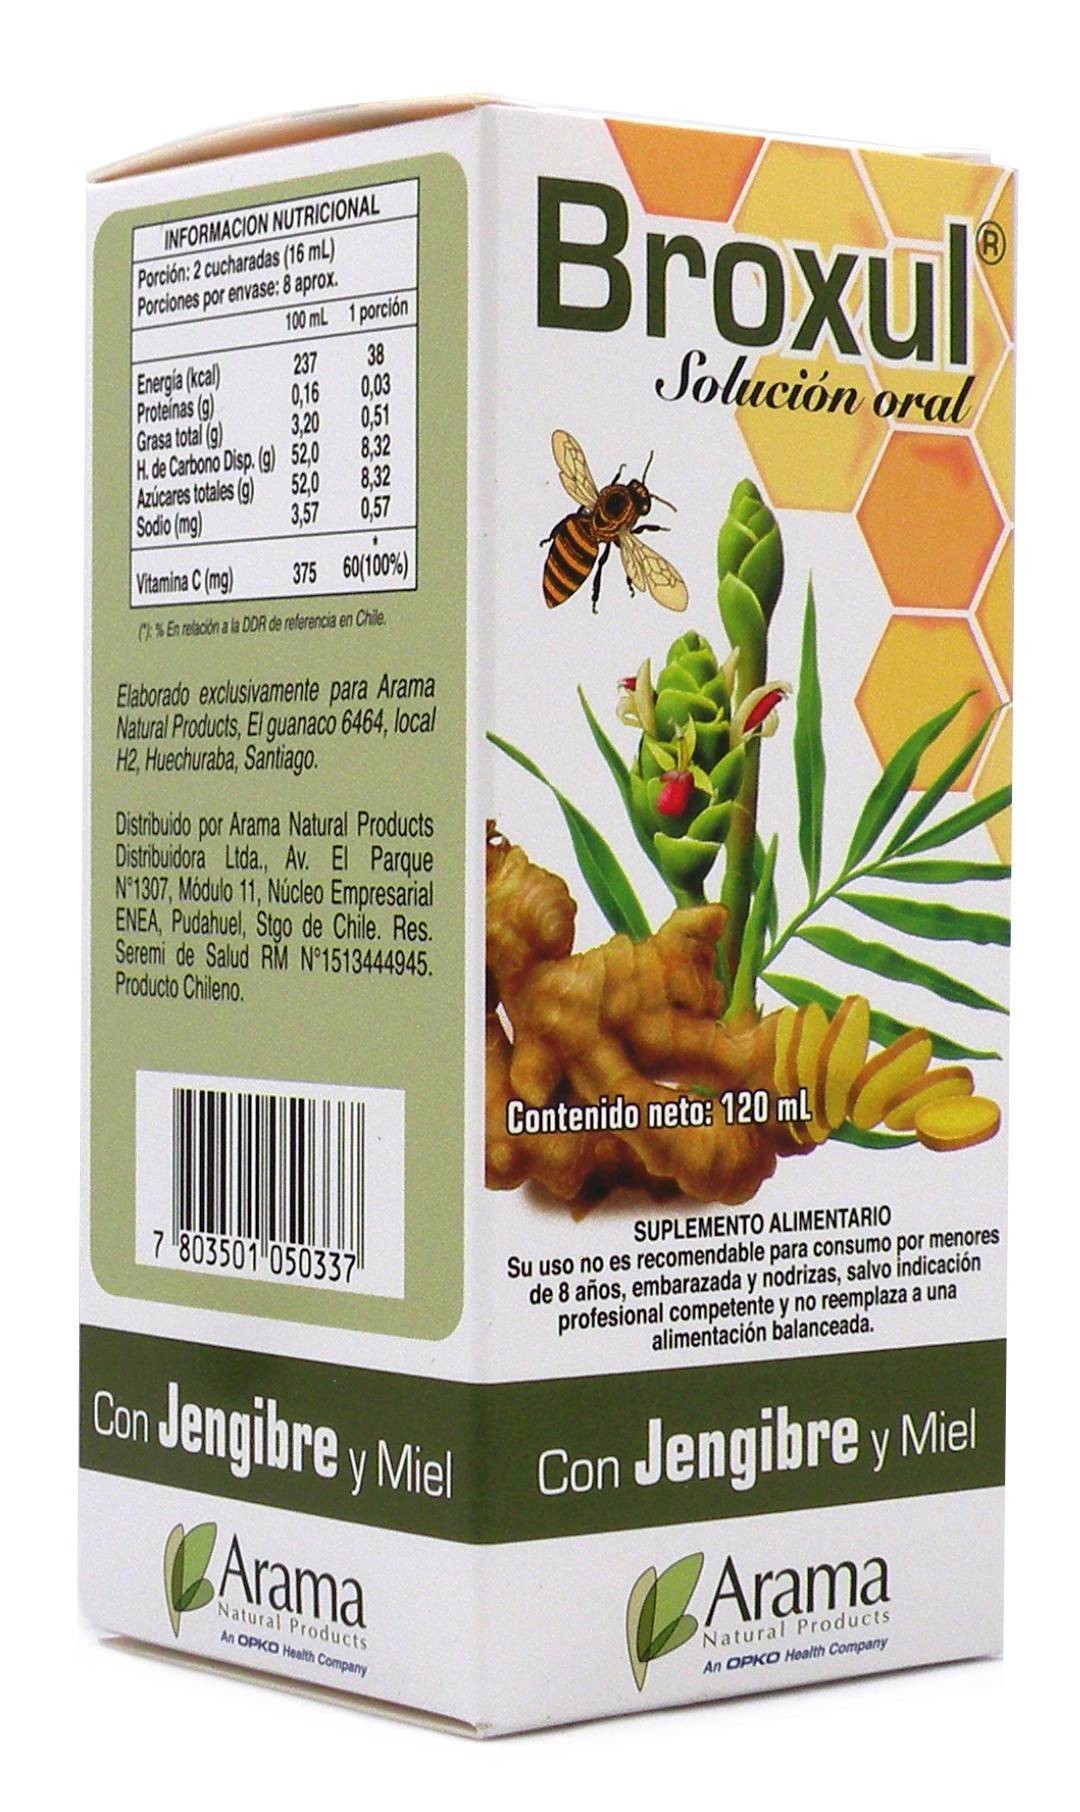 INFORMACION NUTRICIONAL
Porción: 2 cucharadas (16 mL)
Porciones por envase: 8 aprox.
100 mL 1 porción
Energía (kcal) 237 38
Proteínas (g) 0,16 0,03
Grasa total (g) 3,20 0,51
H. de Carbono Disp. (g) 52,0 8,32
Azúcares totales (g) 52,0 8,32
Sodio (mg) 3,57 0,57
*
Vitamina C (mg) 375 60(100%)
(*): % En relación a la DDR de referencia en Chile.
Elaborado exclusivamente para Arama
Natural Products, El guanaco 6464, local
H2, Huechuraba, Santiago.
Distribuido por Arama Natural Products
Distribuidora Ltda., Av. El Parque
N°1307, Módulo 11, Núcleo Empresarial
ENEA, Pudahuel, Stgo de Chile. Res.
Seremi de Salud RM N°1513444945.
Producto Chileno.
7 803501 050337
Con Jengibre y Miel
Arama
Natural Products
An OPKO Health Company
Broxul®
Solución oral
Contenido neto: 120 mL
SUPLEMENTO ALIMENTARIO
Su uso no es recomendable para consumo por menores
de 8 años, embarazada y nodrizas, salvo indicación
profesional competente y no reemplaza a una
alimentación balanceada.
Con Jengibre y Miel
Arama
Natural Products
An OPKO Health Company